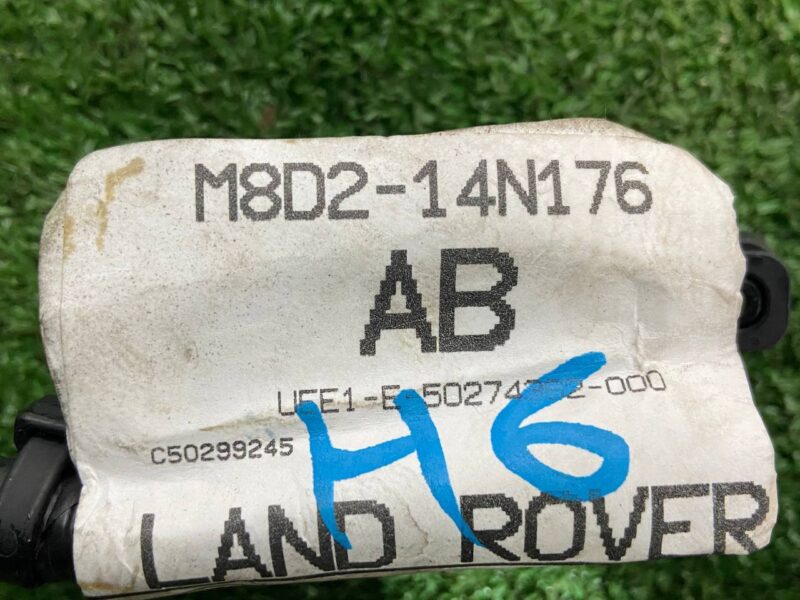 M8D2-14N176
AB
C50299245
H6
LAND ROVER